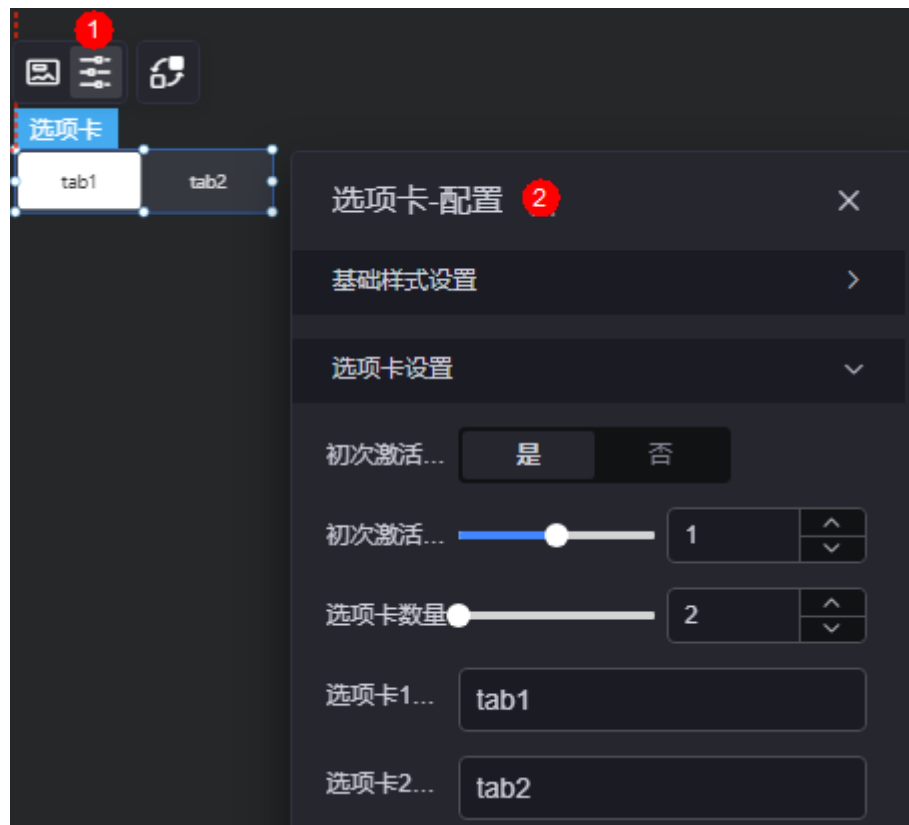 1
选项卡
tab1 tab2
选项卡-配置 2
基础样式设置
选项卡设置
初次激活... 是 否
初次激活... 1
选项卡数量 2
选项卡1... tab1
选项卡2... tab2